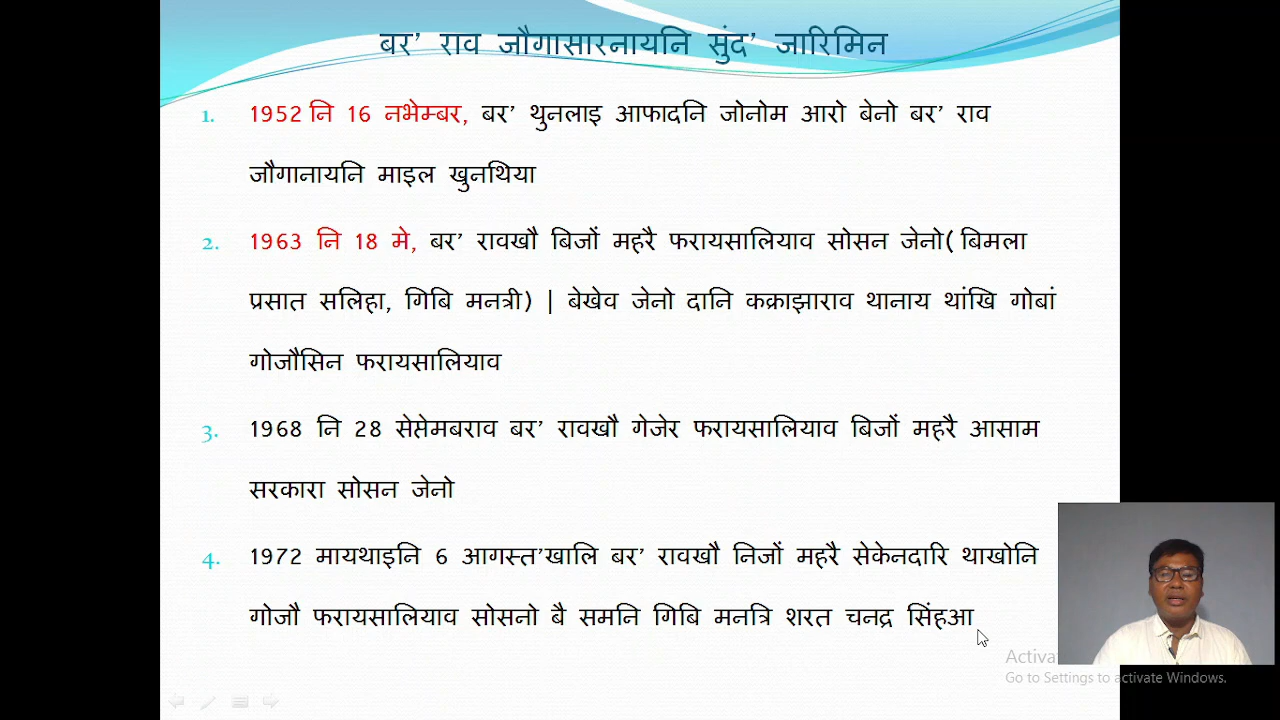 बर’ राव जौगासारनायनि सुंद’ जारिमिन
1. 1952 नि 16 नभेम्बर, बर’ थुनलाइ आफादनि जोनोम आरो बेनो बर’ राव
जौगानायनि माइल खुनथिया
2. 1963 नि 18 मे, बर’ रावखौ बिजों महरै फरायसालियाव सोसन जेनो( बिमला
प्रसात सलिहा, गिबि मनत्री) | बेखेव जेनो दानि कक्राझाराव थानाय थांखि गोबां
गोजौसिन फरायसालियाव
3. 1968 नि 28 सेप्तेमबराव बर’ रावखौ गेजेर फरायसालियाव बिजों महरै आसाम
सरकारा सोसन जेनो
4. 1972 मायथाइनि 6 आगस्त’खालि बर’ रावखौ निजों महरै सेकेनदारि थाखोनि
गोजौ फरायसालियाव सोसनो बै समनि गिबि मनत्रि शरत चनद्र सिंहआ
Activa
Go to Settings to activate Windows.